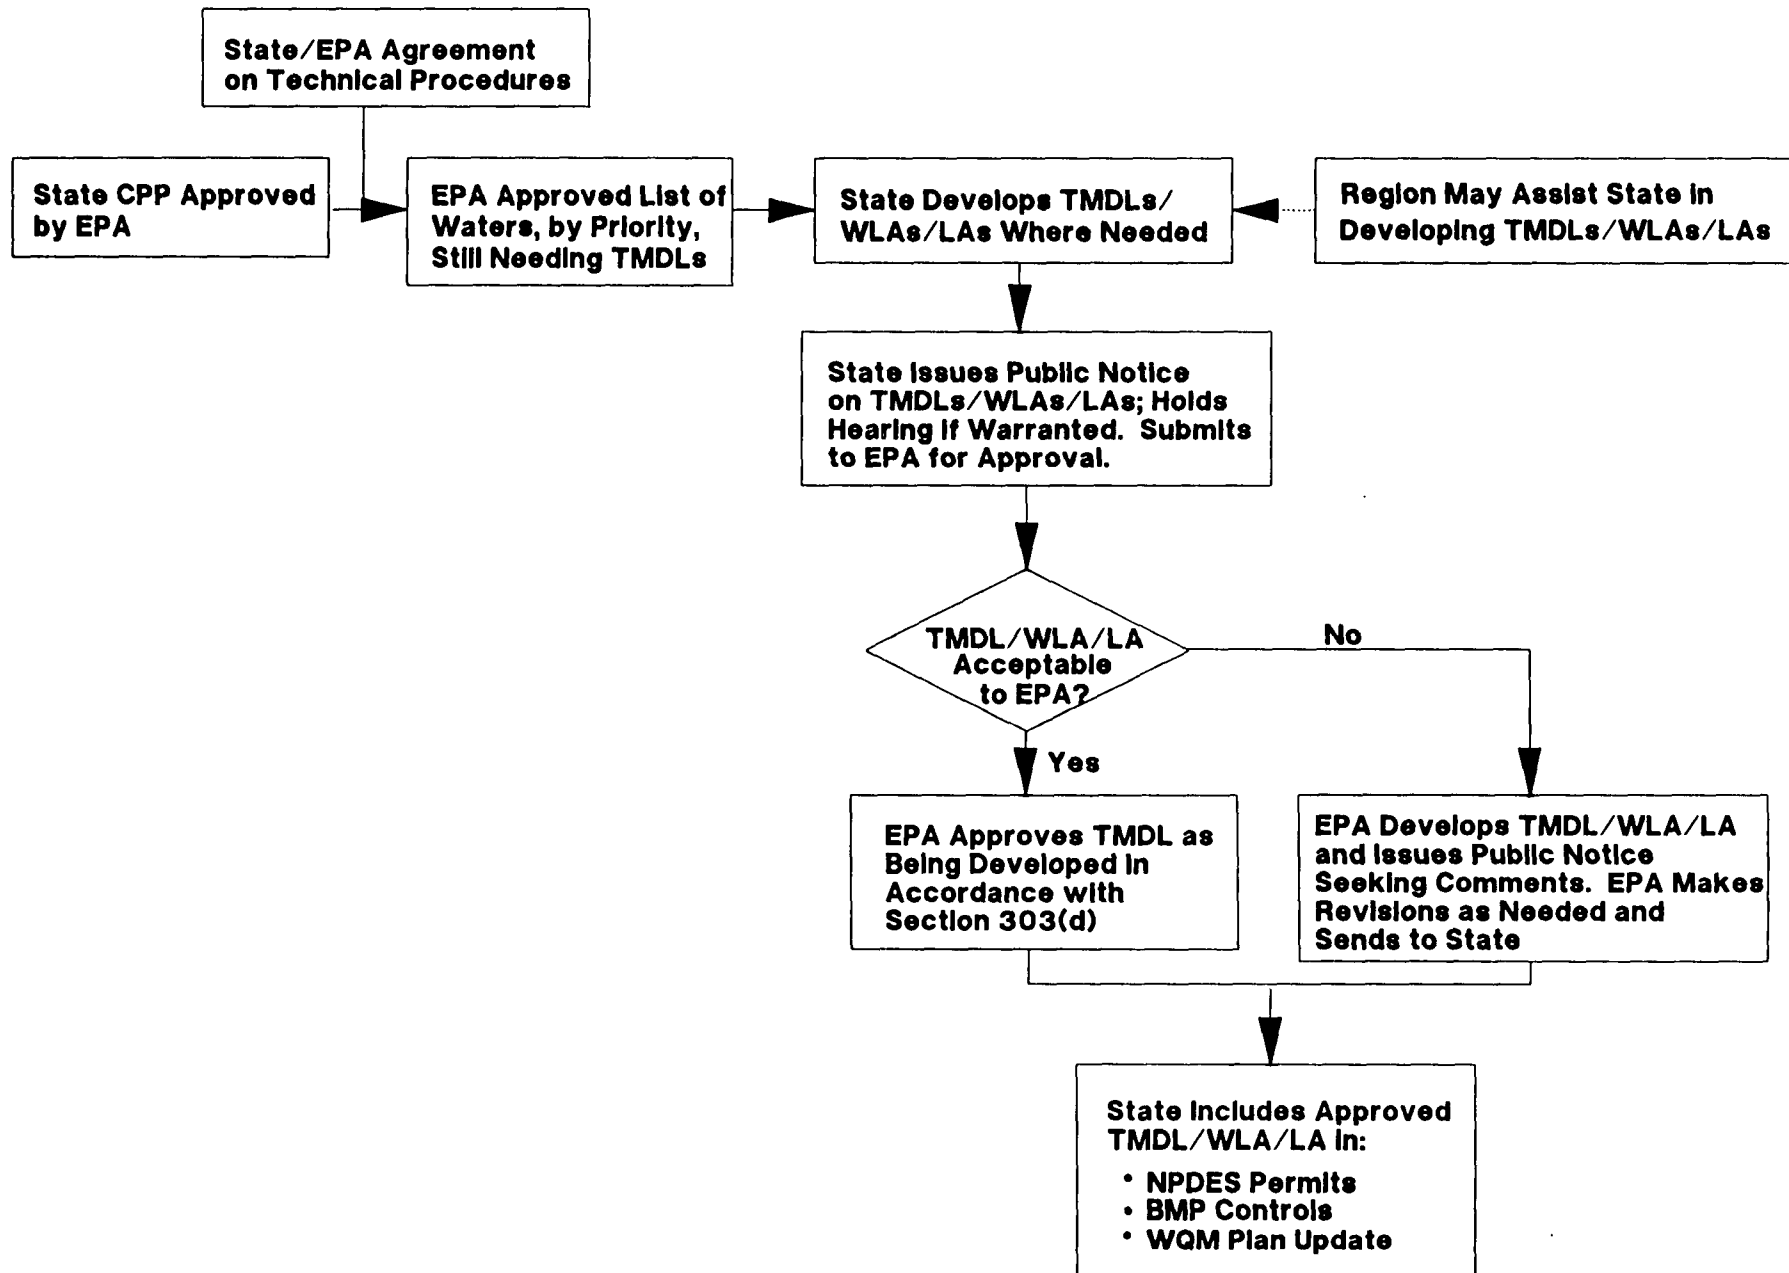 State/EPA Agreement
on Technical Procedures
State CPP Approved
by EPA
EPA Approved List of
Waters, by Priority,
Still Needing TMDLs
State Develops TMDLs/
WLAs/LAs Where Needed
Region May Assist State in
Developing TMDLs/WLAs/LAs
State Issues Public Notice
on TMDLs/WLAs/LAs; Holds
Hearing if Warranted. Submits
to EPA for Approval.
TMDL/WLA/LA
Acceptable
to EPA?
No
Yes
EPA Approves TMDL as
Being Developed in
Accordance with
Section 303(d)
EPA Develops TMDL/WLA/LA
and Issues Public Notice
Seeking Comments. EPA Makes
Revisions as Needed and
Sends to State
State Includes Approved
TMDL/WLA/LA in:
• NPDES Permits
• BMP Controls
• WQM Plan Update